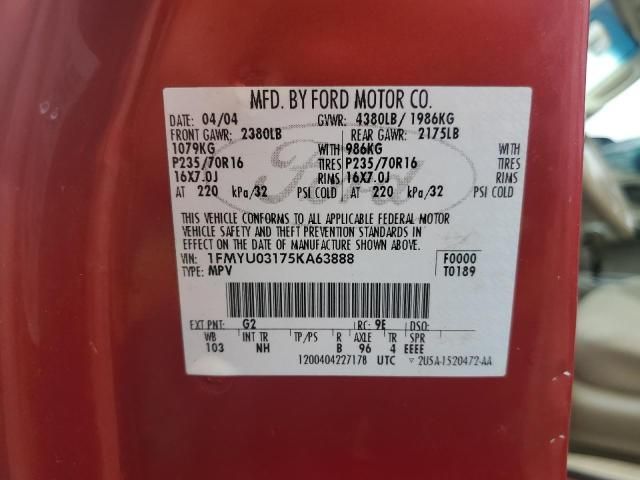 MFD. BY FORD MOTOR CO.
DATE: 04/04 GVWR: 4380LB/ 1986KG
FRONT GAWR: 2380LB REAR GAWR: 2175LB
1079KG WITH 986KG WITH
P235/70R16 TIRES P235/70R16 TIRES
16X7.0J RIMS 16X7.0J RIMS
AT 220 kPa/32 PSI COLD AT 220 kPa/32 PSI COLD
Ford
THIS VEHICLE CONFORMS TO ALL APPLICABLE FEDERAL MOTOR
VEHICLE SAFETY AND THEFT PREVENTION STANDARDS IN
EFFECT ON THE DATE OF MANUFACTURE SHOWN ABOVE.
VIN: 1FMYU03175KA63888 F0000
TYPE: MPV T0189
EXT PNT: G2 RC: 9E DSO:
WB INT TR TP/PS R AXLE TR SPR
103 NH B 96 4 EEEE
1200404227178 UTC ▽ 2U5A-1520472-AA